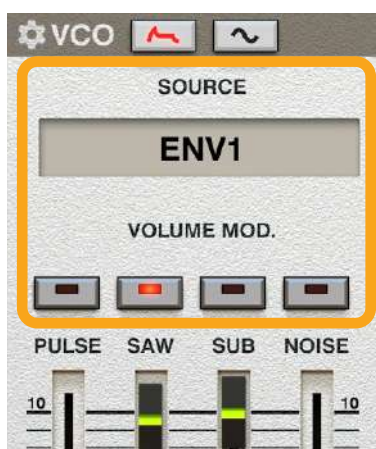 VCO
SOURCE
ENV1
VOLUME MOD.
PULSE SAW SUB NOISE
10 10